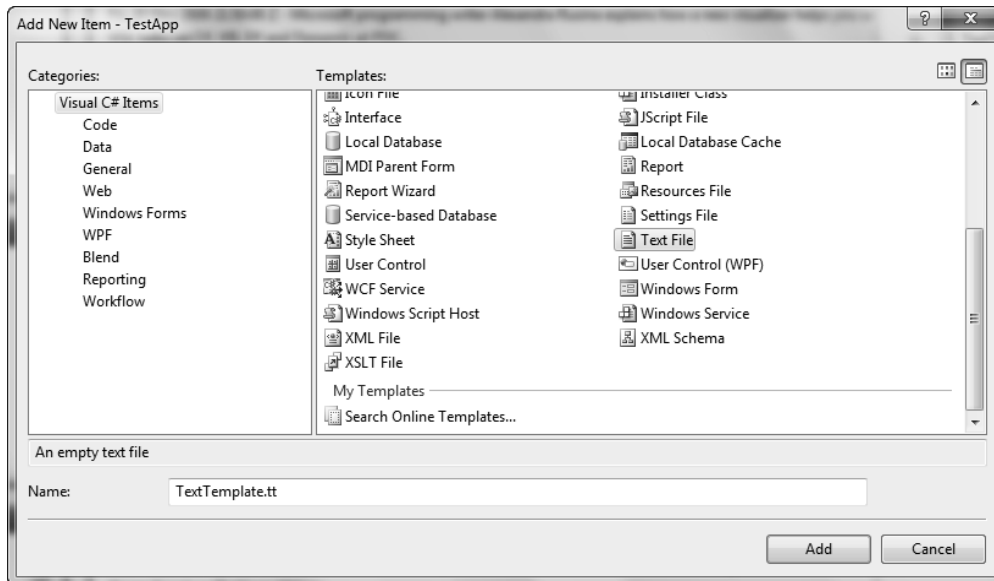 Add New Item - TestApp
Categories:
Templates:
Visual C# Items
Code
Data
General
Web
Windows Forms
WPF
Blend
Reporting
Workflow
Icon File
Installer Class
Interface
JScript File
Local Database
Local Database Cache
MDI Parent Form
Report
Report Wizard
Resources File
Service-based Database
Settings File
Style Sheet
Text File
User Control
User Control (WPF)
WCF Service
Windows Form
Windows Script Host
Windows Service
XML File
XML Schema
XSLT File
My Templates
Search Online Templates...
An empty text file
Name:
TextTemplate.tt
Add
Cancel